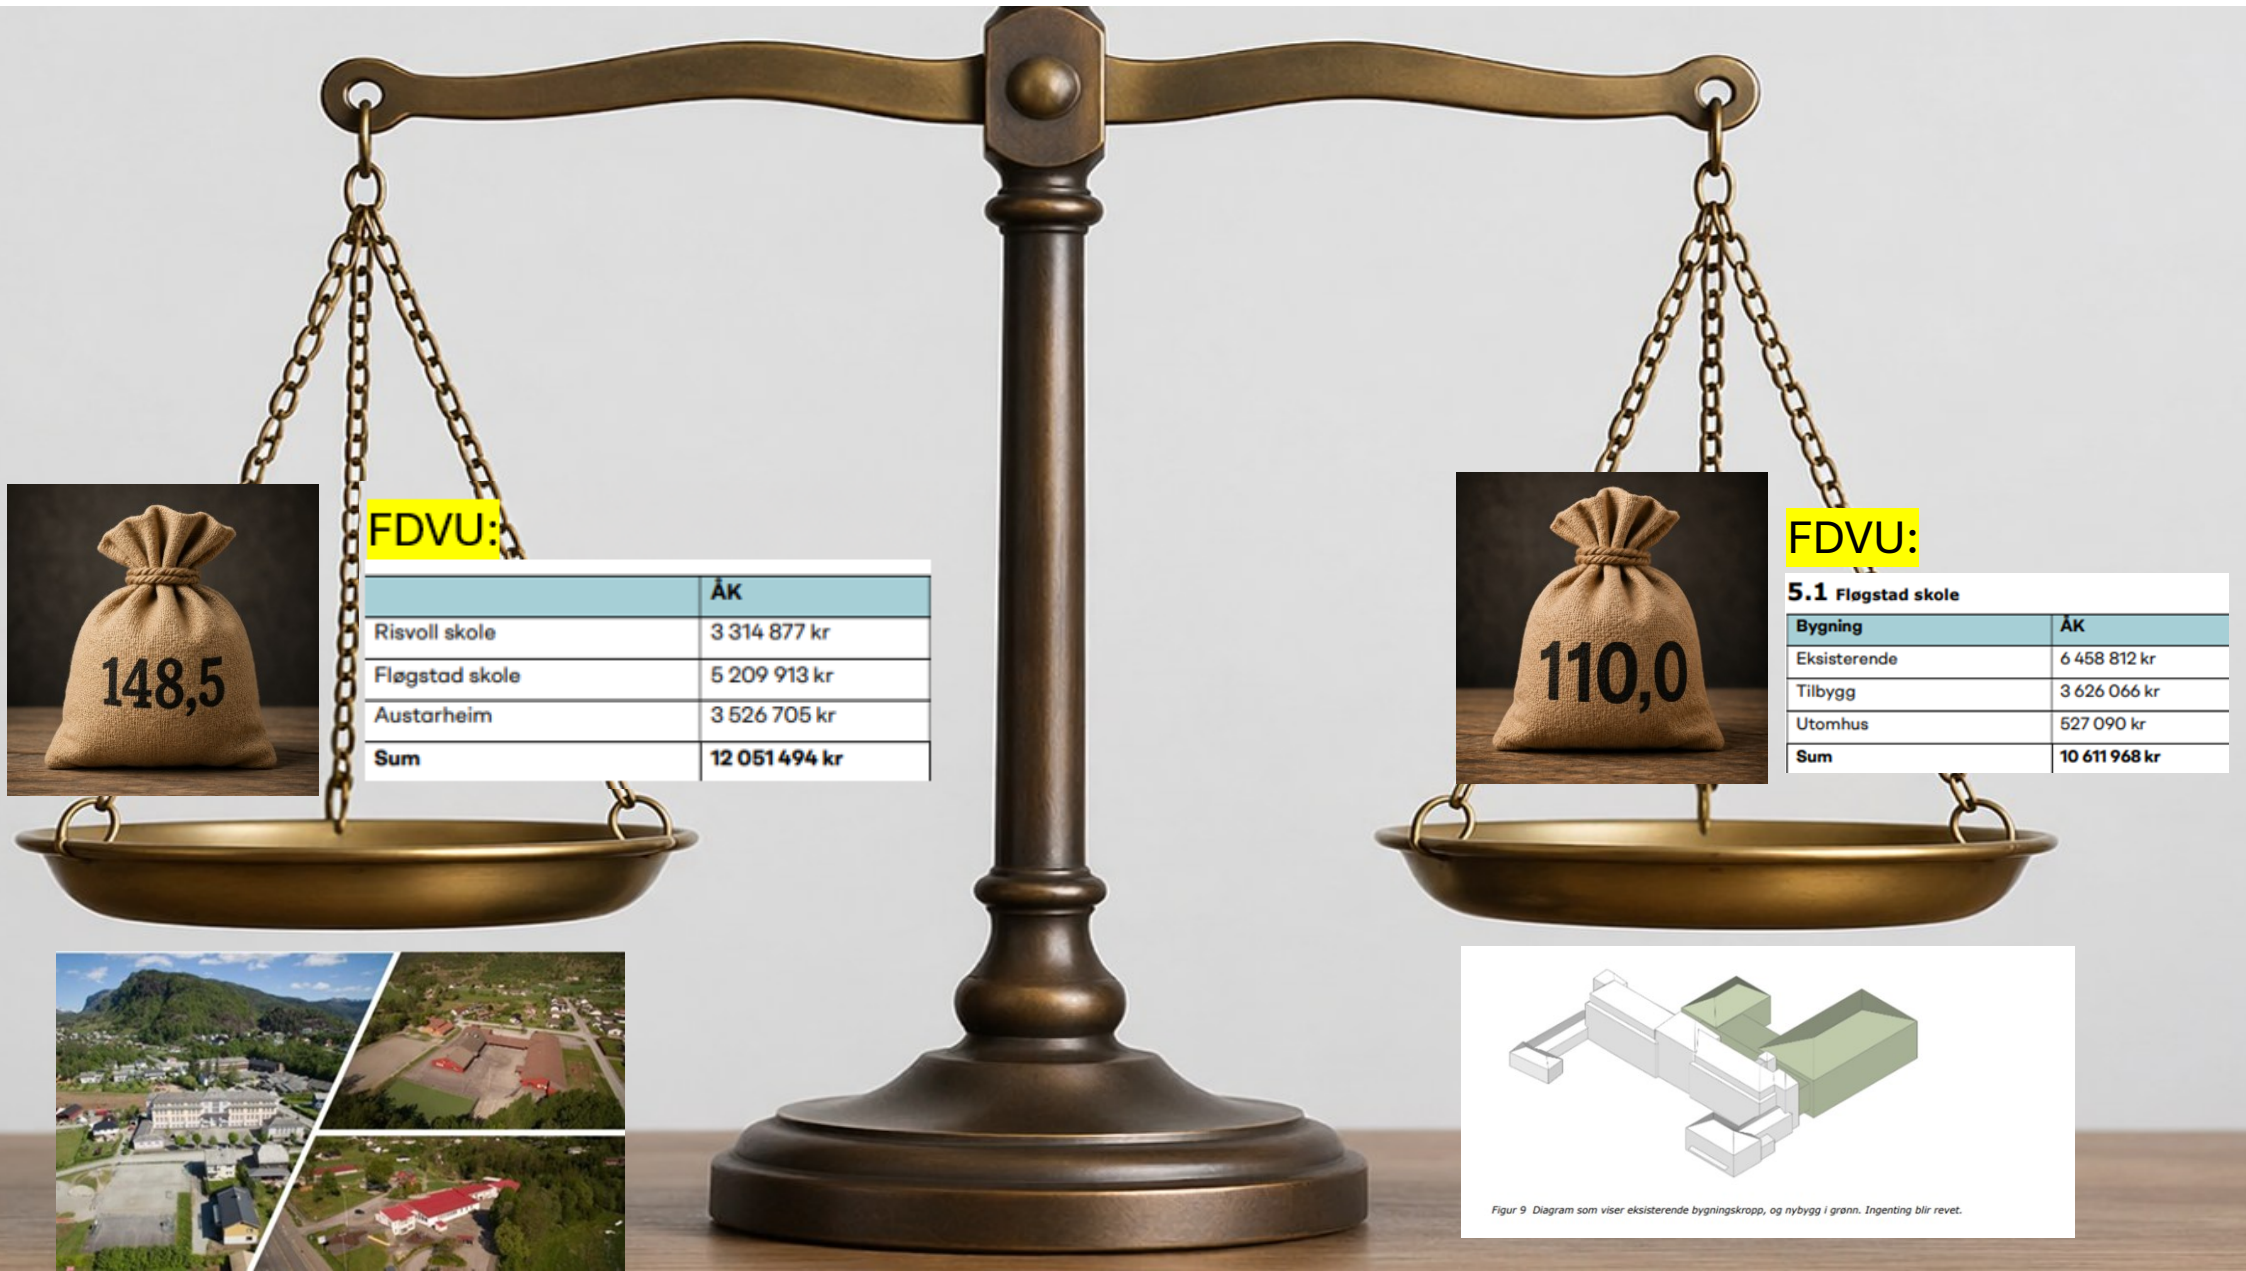 148,5
FDVU:
ÅK
Risvoll skole 3 314 877 kr
Fløgstad skole 5 209 913 kr
Austarheim 3 526 705 kr
Sum 12 051 494 kr
110,0
FDVU:
5.1 Fløgstad skole
Bygning ÅK
Eksisterende 6 458 812 kr
Tilbygg 3 626 066 kr
Utomhus 527 090 kr
Sum 10 611 968 kr
Figur 9 Diagram som viser eksisterende bygningskropp, og nybygg i grønn. Ingenting blir revet.